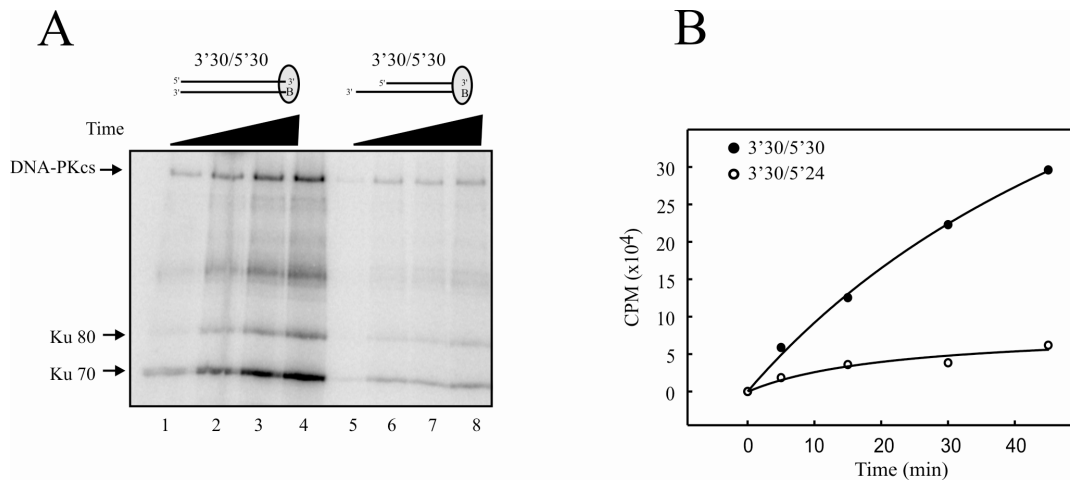 A
3'30/5'30
5'
3'
3'
B
3'30/5'30
5'
3'
3'
B
Time
DNA-PKcs
Ku 80
Ku 70
1 2 3 4 5 6 7 8
B
3'30/5'30
3'30/5'24
30
25
20
15
10
5
0
CPM (x10⁴)
0 10 20 30 40
Time (min)